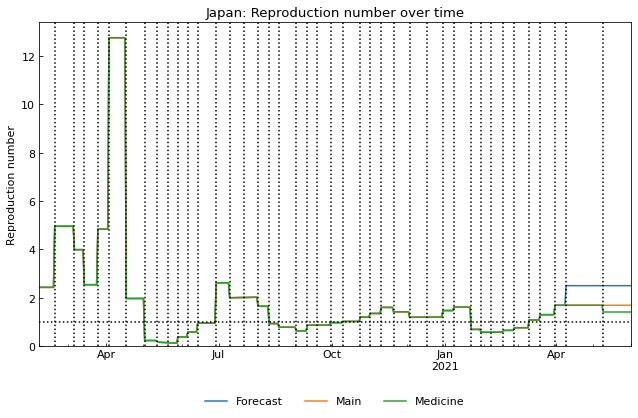 Japan: Reproduction number over time
Reproduction number
12
10
8
6
4
2
0
Apr
Jul
Oct
Jan
2021
Apr
Forecast
Main
Medicine